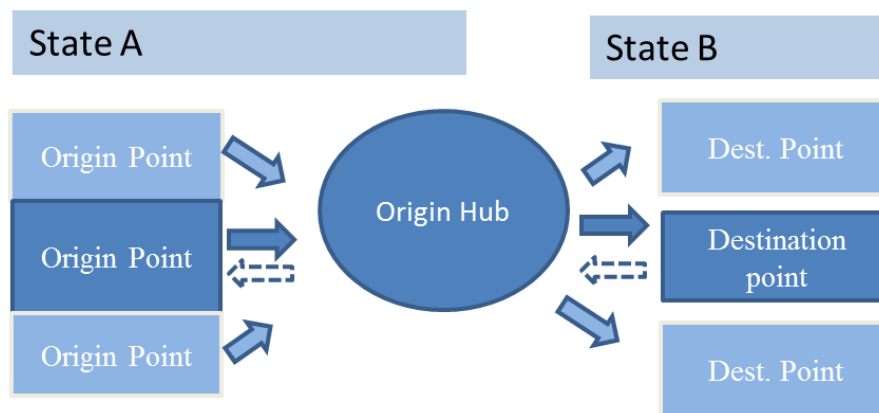 State A
State B
Origin Point
Origin Point
Origin Point
Origin Hub
Dest. Point
Destination
point
Dest. Point